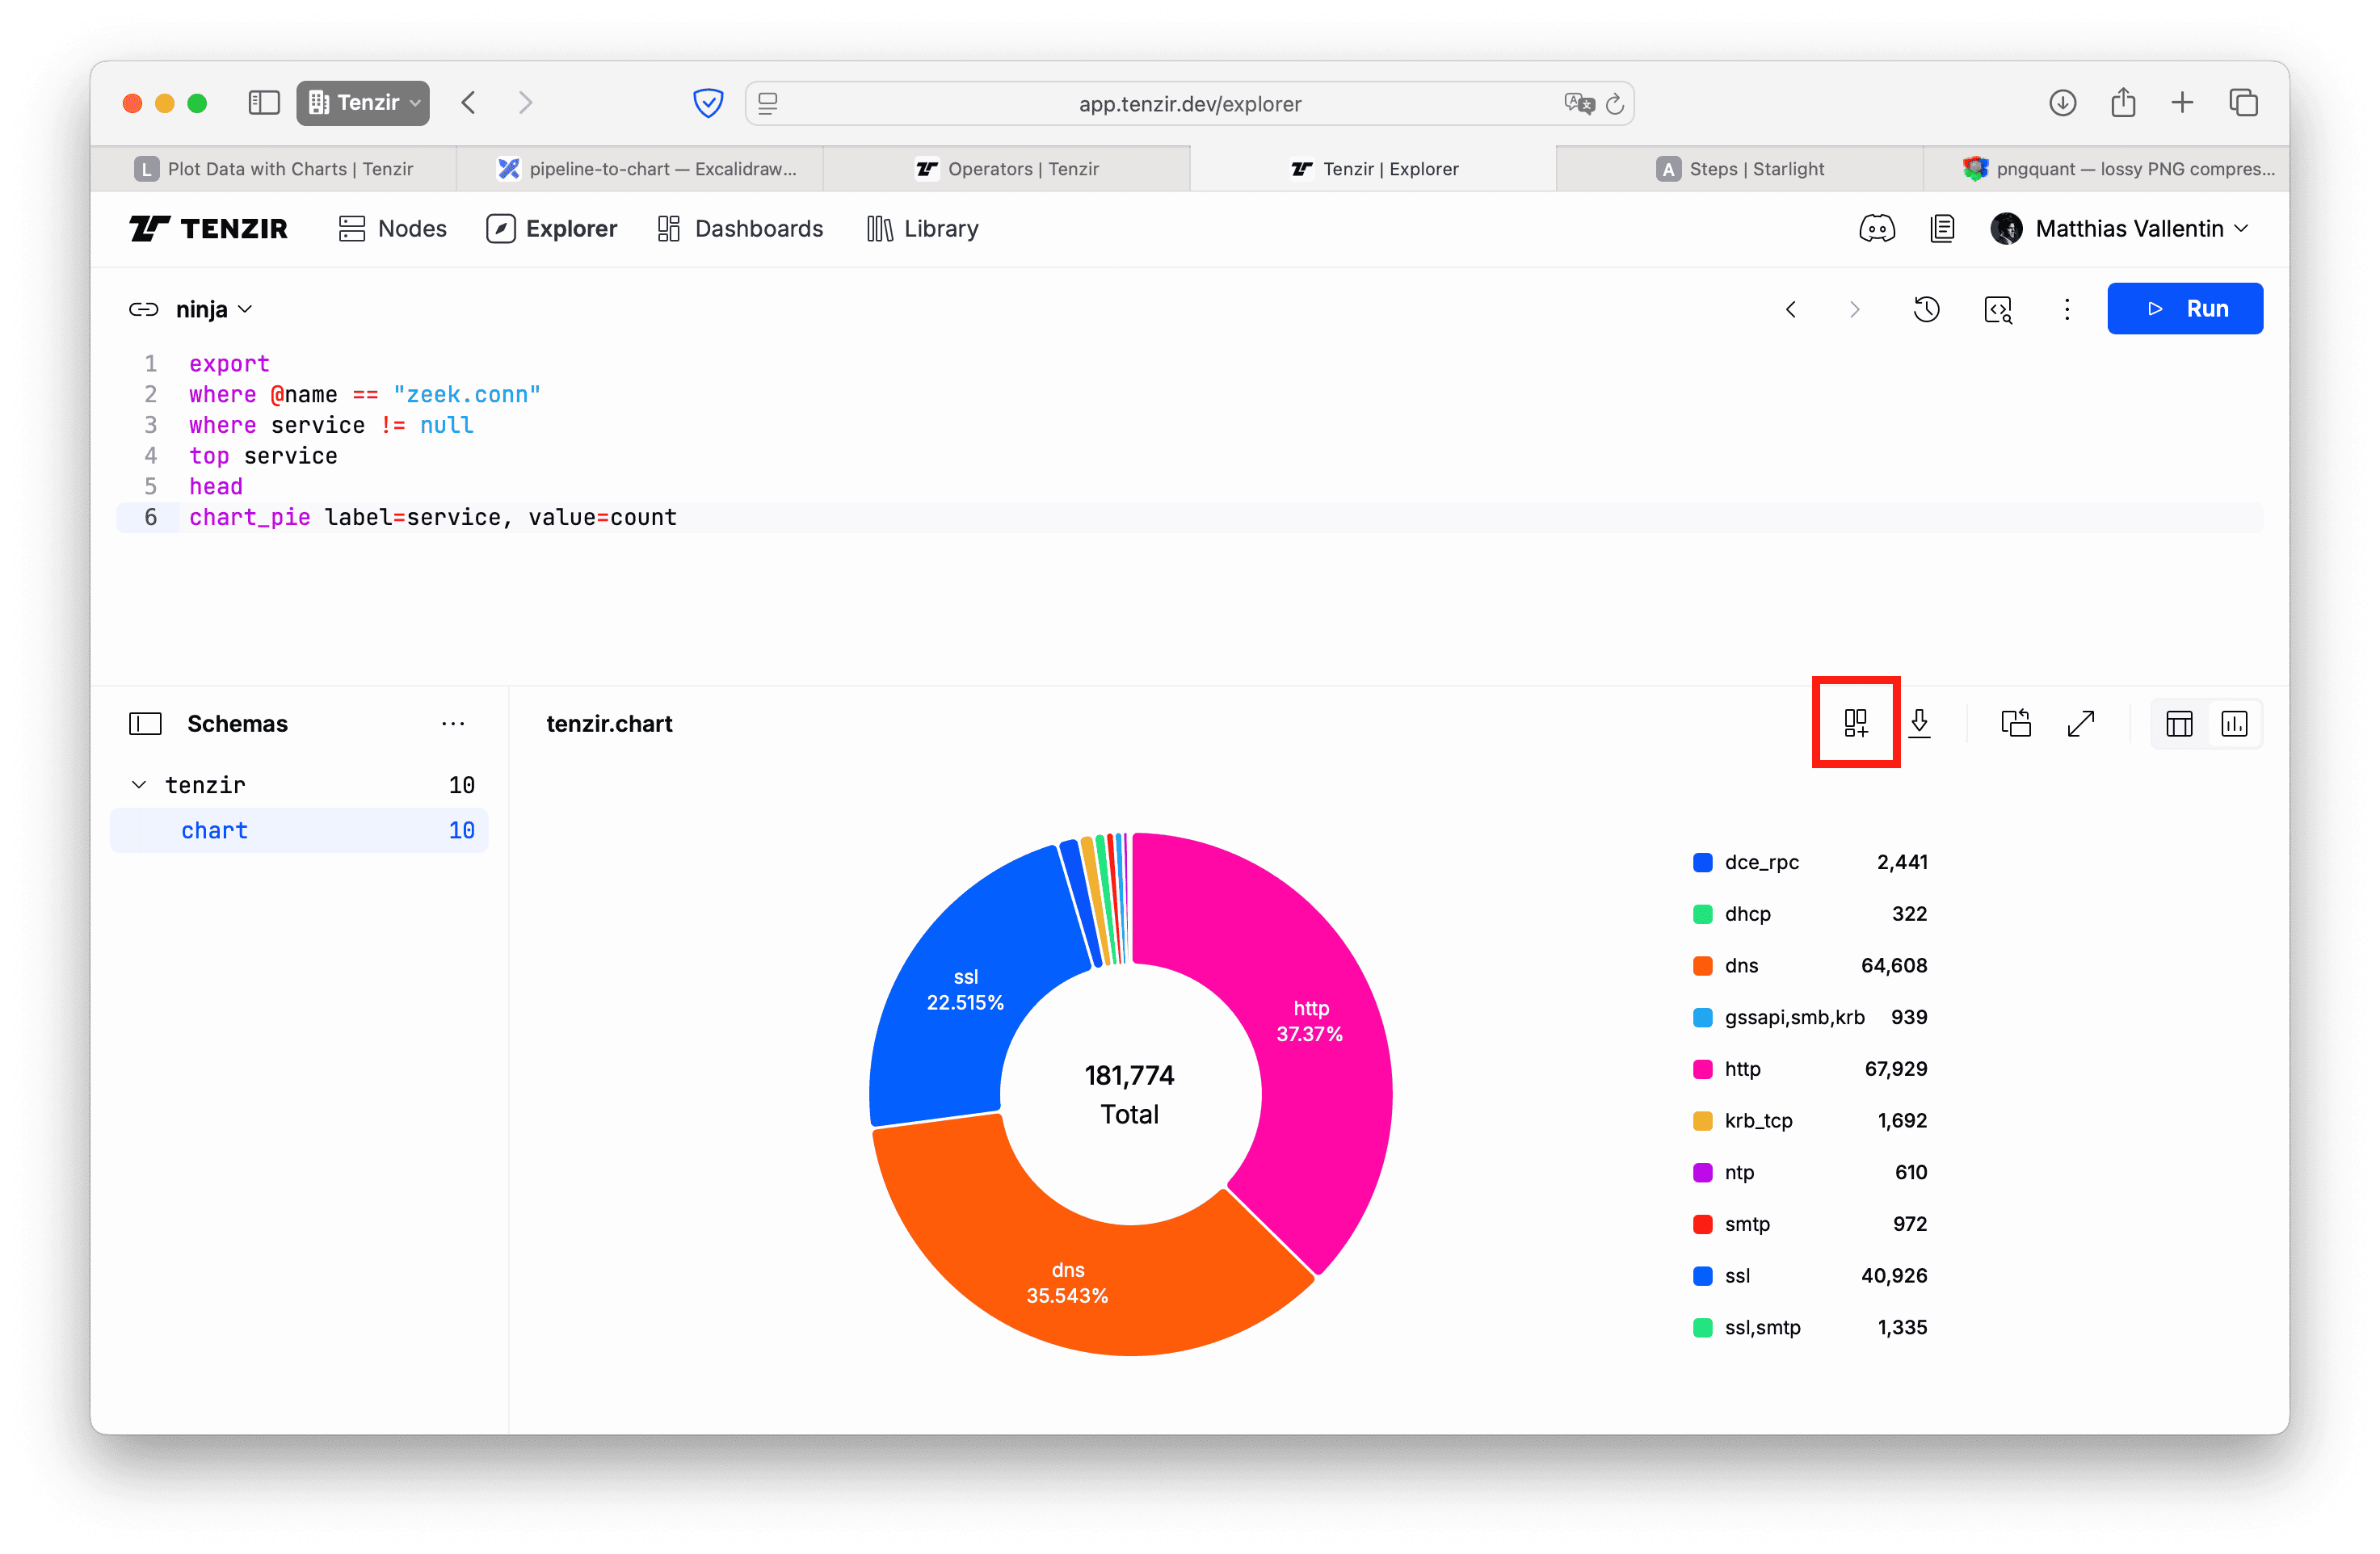 Tenzir
app.tenzir.dev/explorer
L Plot Data with Charts | Tenzir
pipeline-to-chart — Excalidraw...
Operators | Tenzir
Tenzir | Explorer
A Steps | Starlight
pngquant — lossy PNG compres...
TENZIR
Nodes
Explorer
Dashboards
Library
Matthias Vallentin
ninja
Run
1 export
2 where @name == "zeek.conn"
3 where service != null
4 top service
5 head
6 chart_pie label=service, value=count
Schemas ...
tenzir 10
chart 10
tenzir.chart
ssl
22.515%
http
37.37%
181,774
Total
dns
35.543%
dce_rpc 2,441
dhcp 322
dns 64,608
gssapi,smb,krb 939
http 67,929
krb_tcp 1,692
ntp 610
smtp 972
ssl 40,926
ssl,smtp 1,335